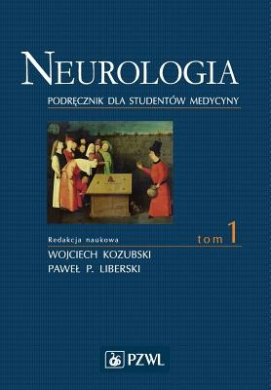 NEUROLOGIA
PODRĘCZNIK DLA STUDENTÓW MEDYCYNY
Redakcja naukowa
tom 1
WOJCIECH KOZUBSKI
PAWEŁ P. LIBERSKI
PZWL